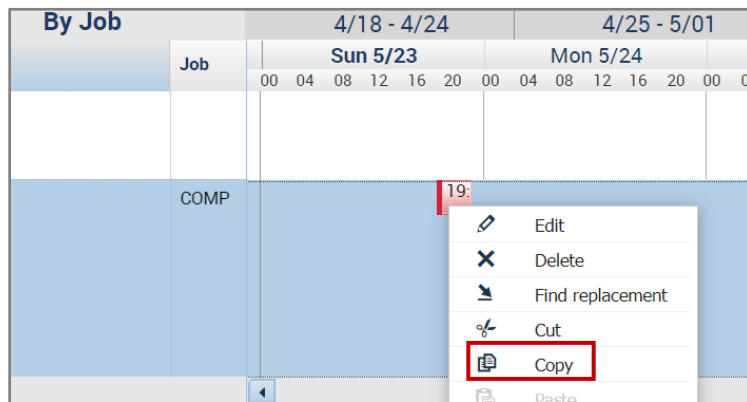 By Job
4/18 - 4/24
4/25 - 5/01
Job
Sun 5/23
Mon 5/24
00 04 08 12 16 20 00 04 08 12 16 20 00
COMP
19:
Edit
Delete
Find replacement
Cut
Copy
Paste